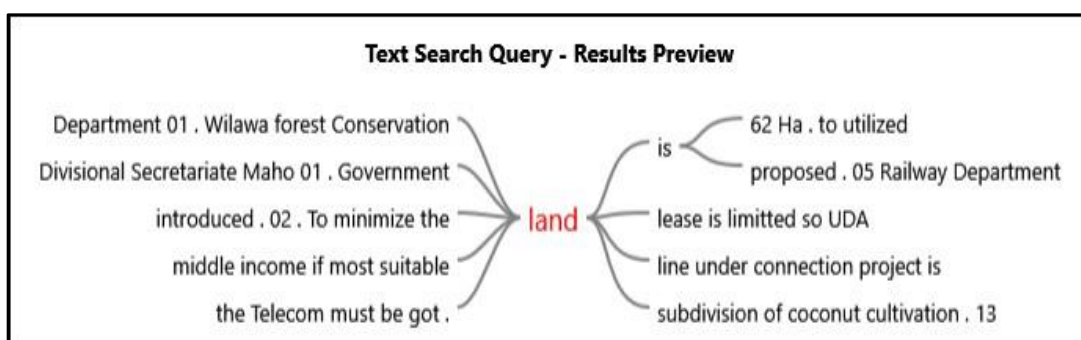 Text Search Query - Results Preview
Department 01 . Wilawa forest Conservation
Divisional Secretariate Maho 01 . Government
introduced . 02 . To minimize the
middle income if most suitable
the Telecom must be got .
land
is
62 Ha . to utilized
proposed . 05 Railway Department
lease is limitted so UDA
line under connection project is
subdivision of coconut cultivation . 13